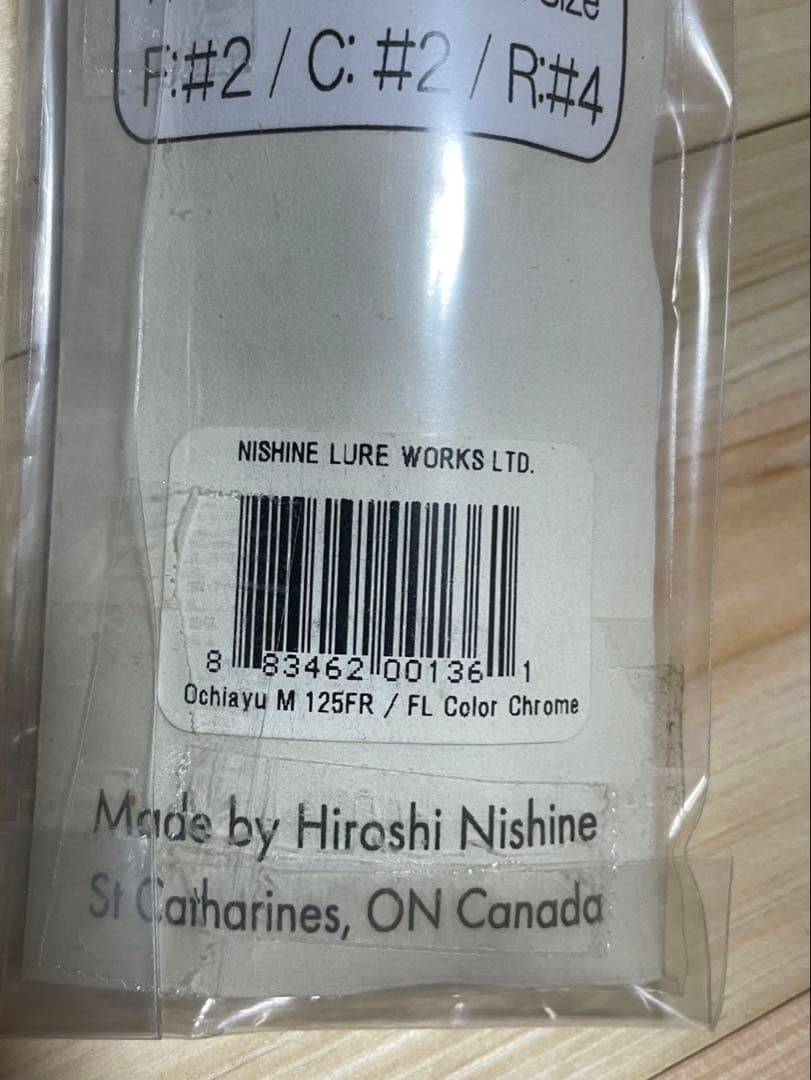 Size
F:#2 / C: #2 / R:#4
NISHINE LURE WORKS LTD.
8 83462 00136 1
Ochiayu M 125FR / FL Color Chrome
Made by Hiroshi Nishine
St Catharines, ON Canada